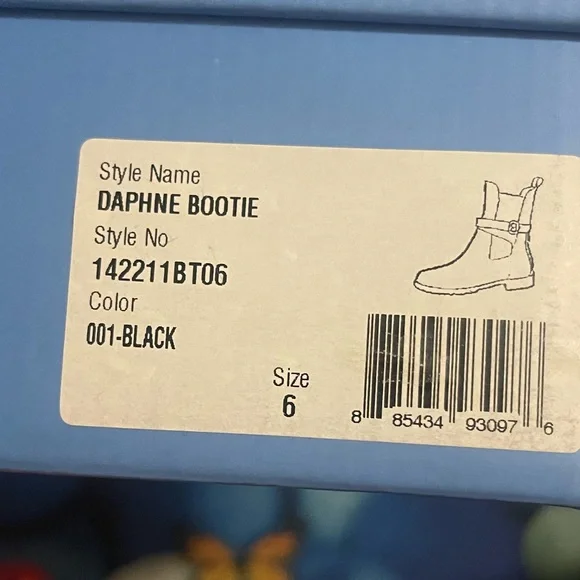 Style Name
DAPHNE BOOTIE
Style No
142211BT06
Color
001-BLACK
Size
6
8 85434 93097 6